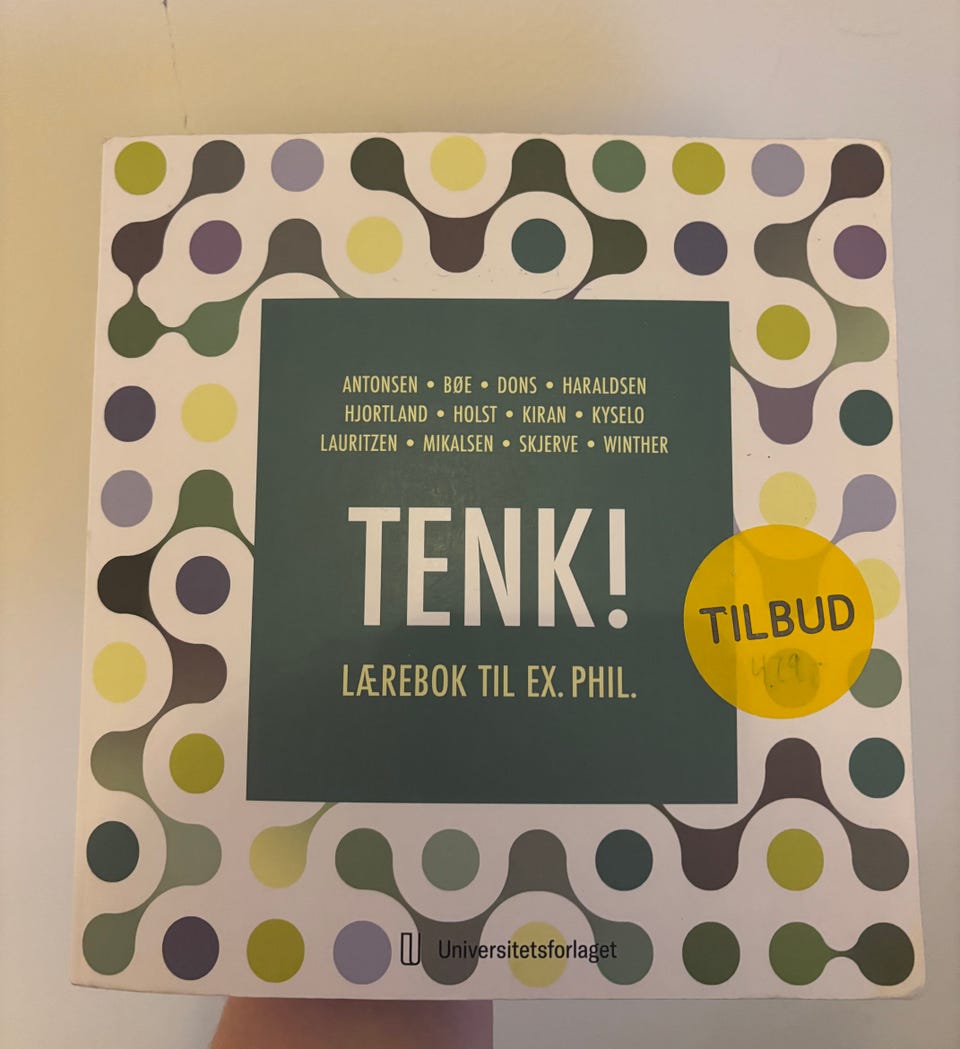 ANTONSEN • BØE • DONS • HARALDSEN
HJORTLAND • HOLST • KIRAN • KYSELO
LAURITZEN • MIKALSEN • SKJERVE • WINTHER
TENK!
LÆREBOK TIL EX. PHIL.
TILBUD
Universitetsforlaget